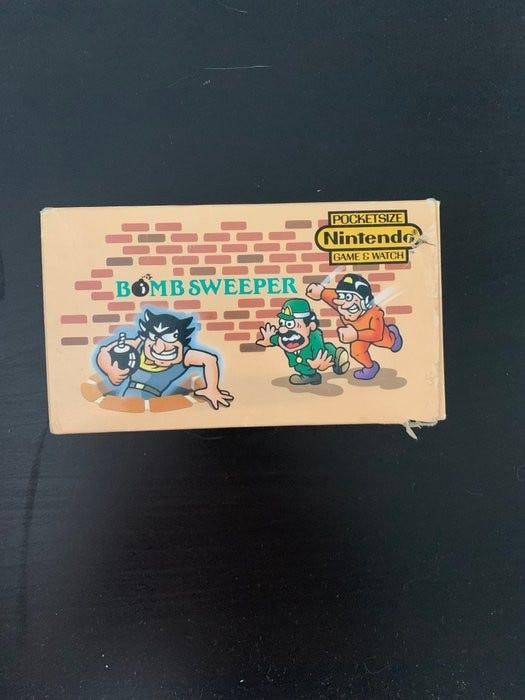 POCKETSIZE
Nintendo
GAME & WATCH
BOMB SWEEPER